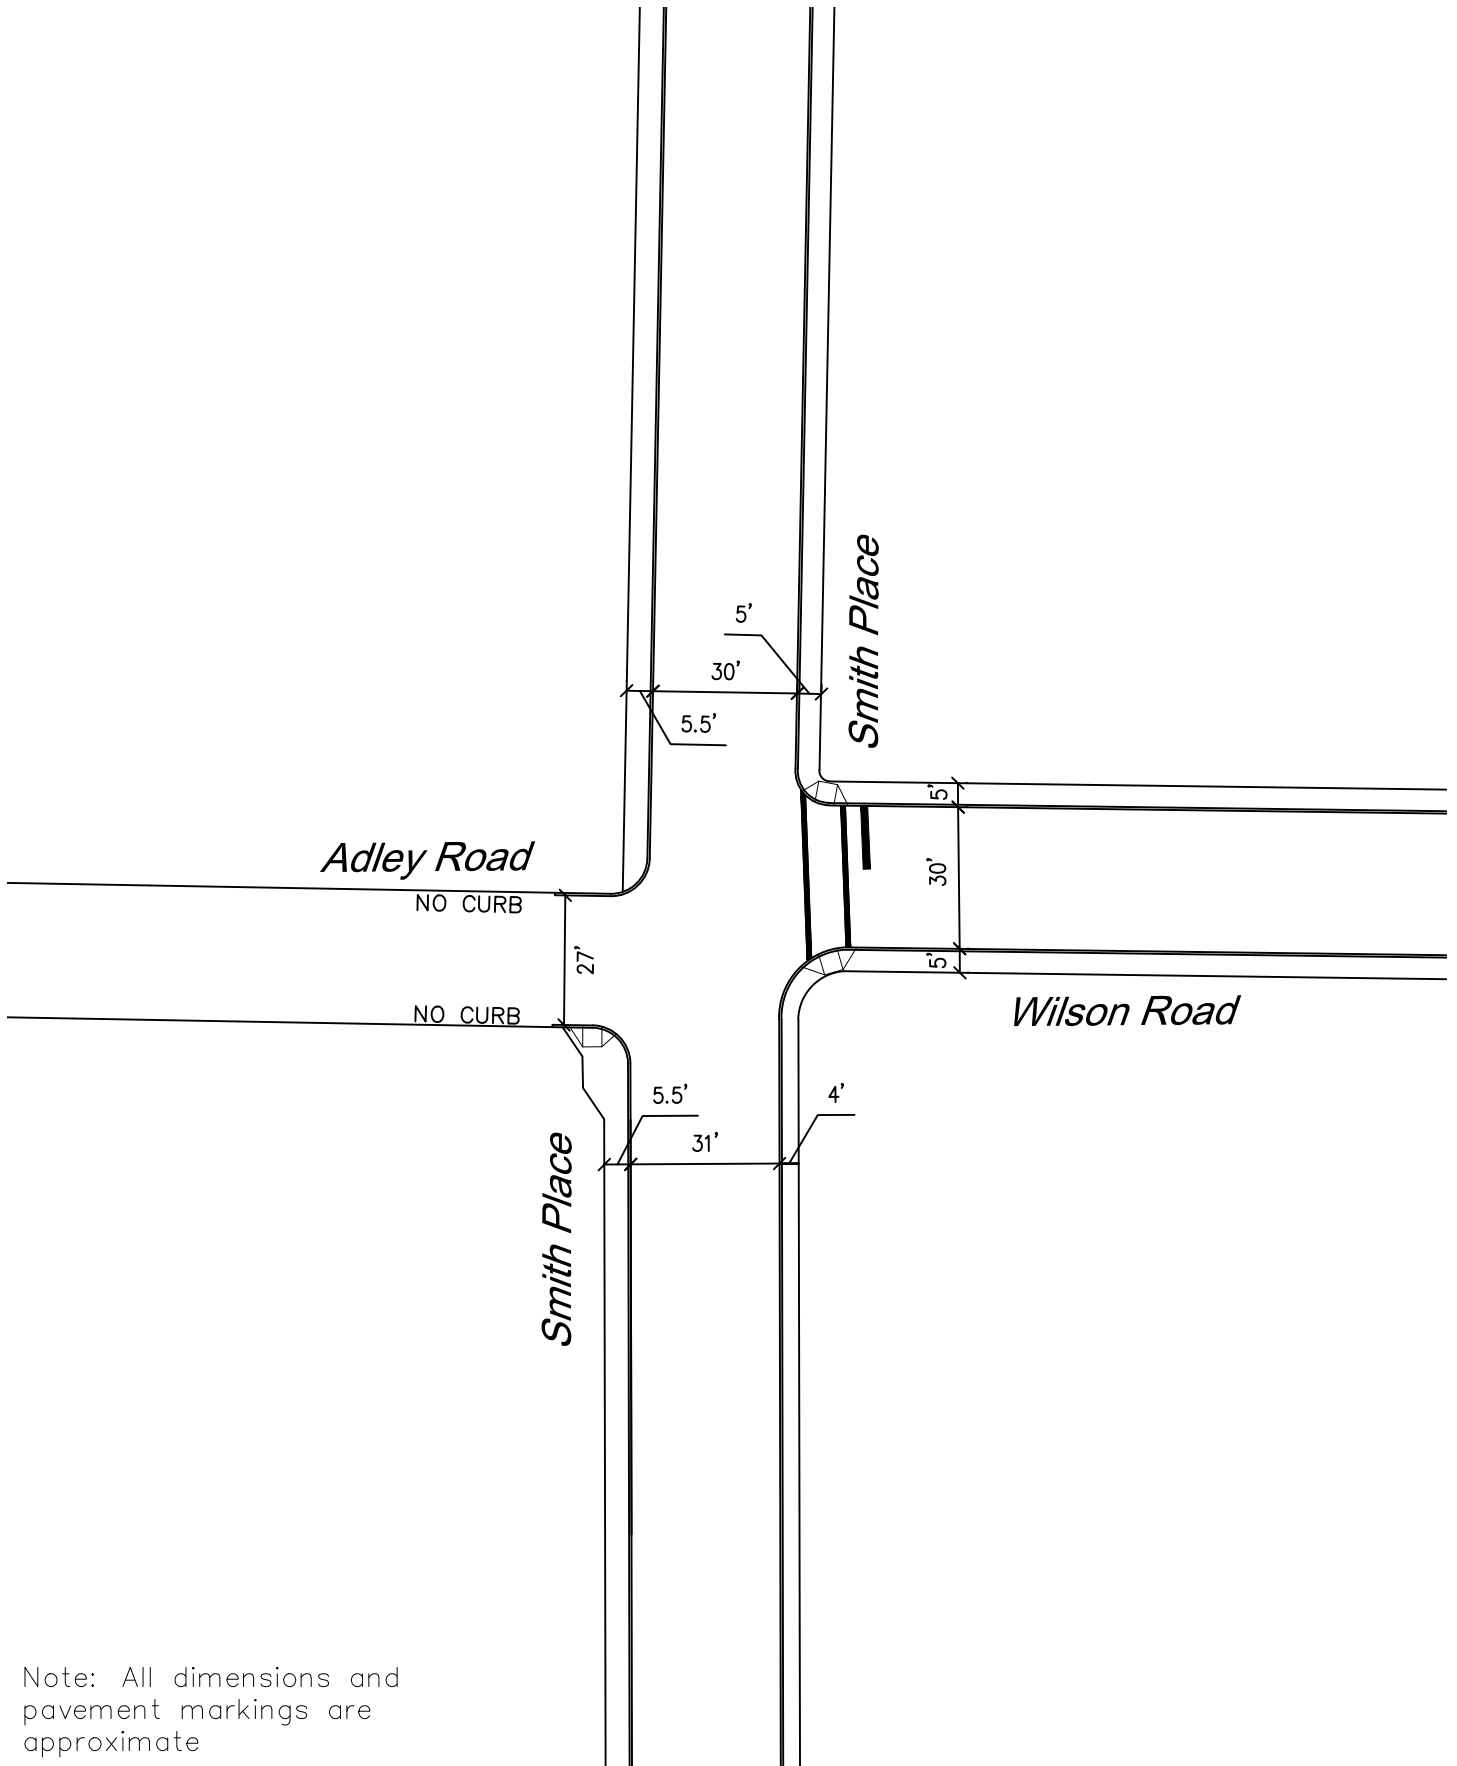 Smith Place
5'
30'
5.5'
5'
Adley Road
NO CURB
30'
27'
5'
NO CURB
Wilson Road
5.5'
4'
31'
Smith Place
Note: All dimensions and
pavement markings are
approximate